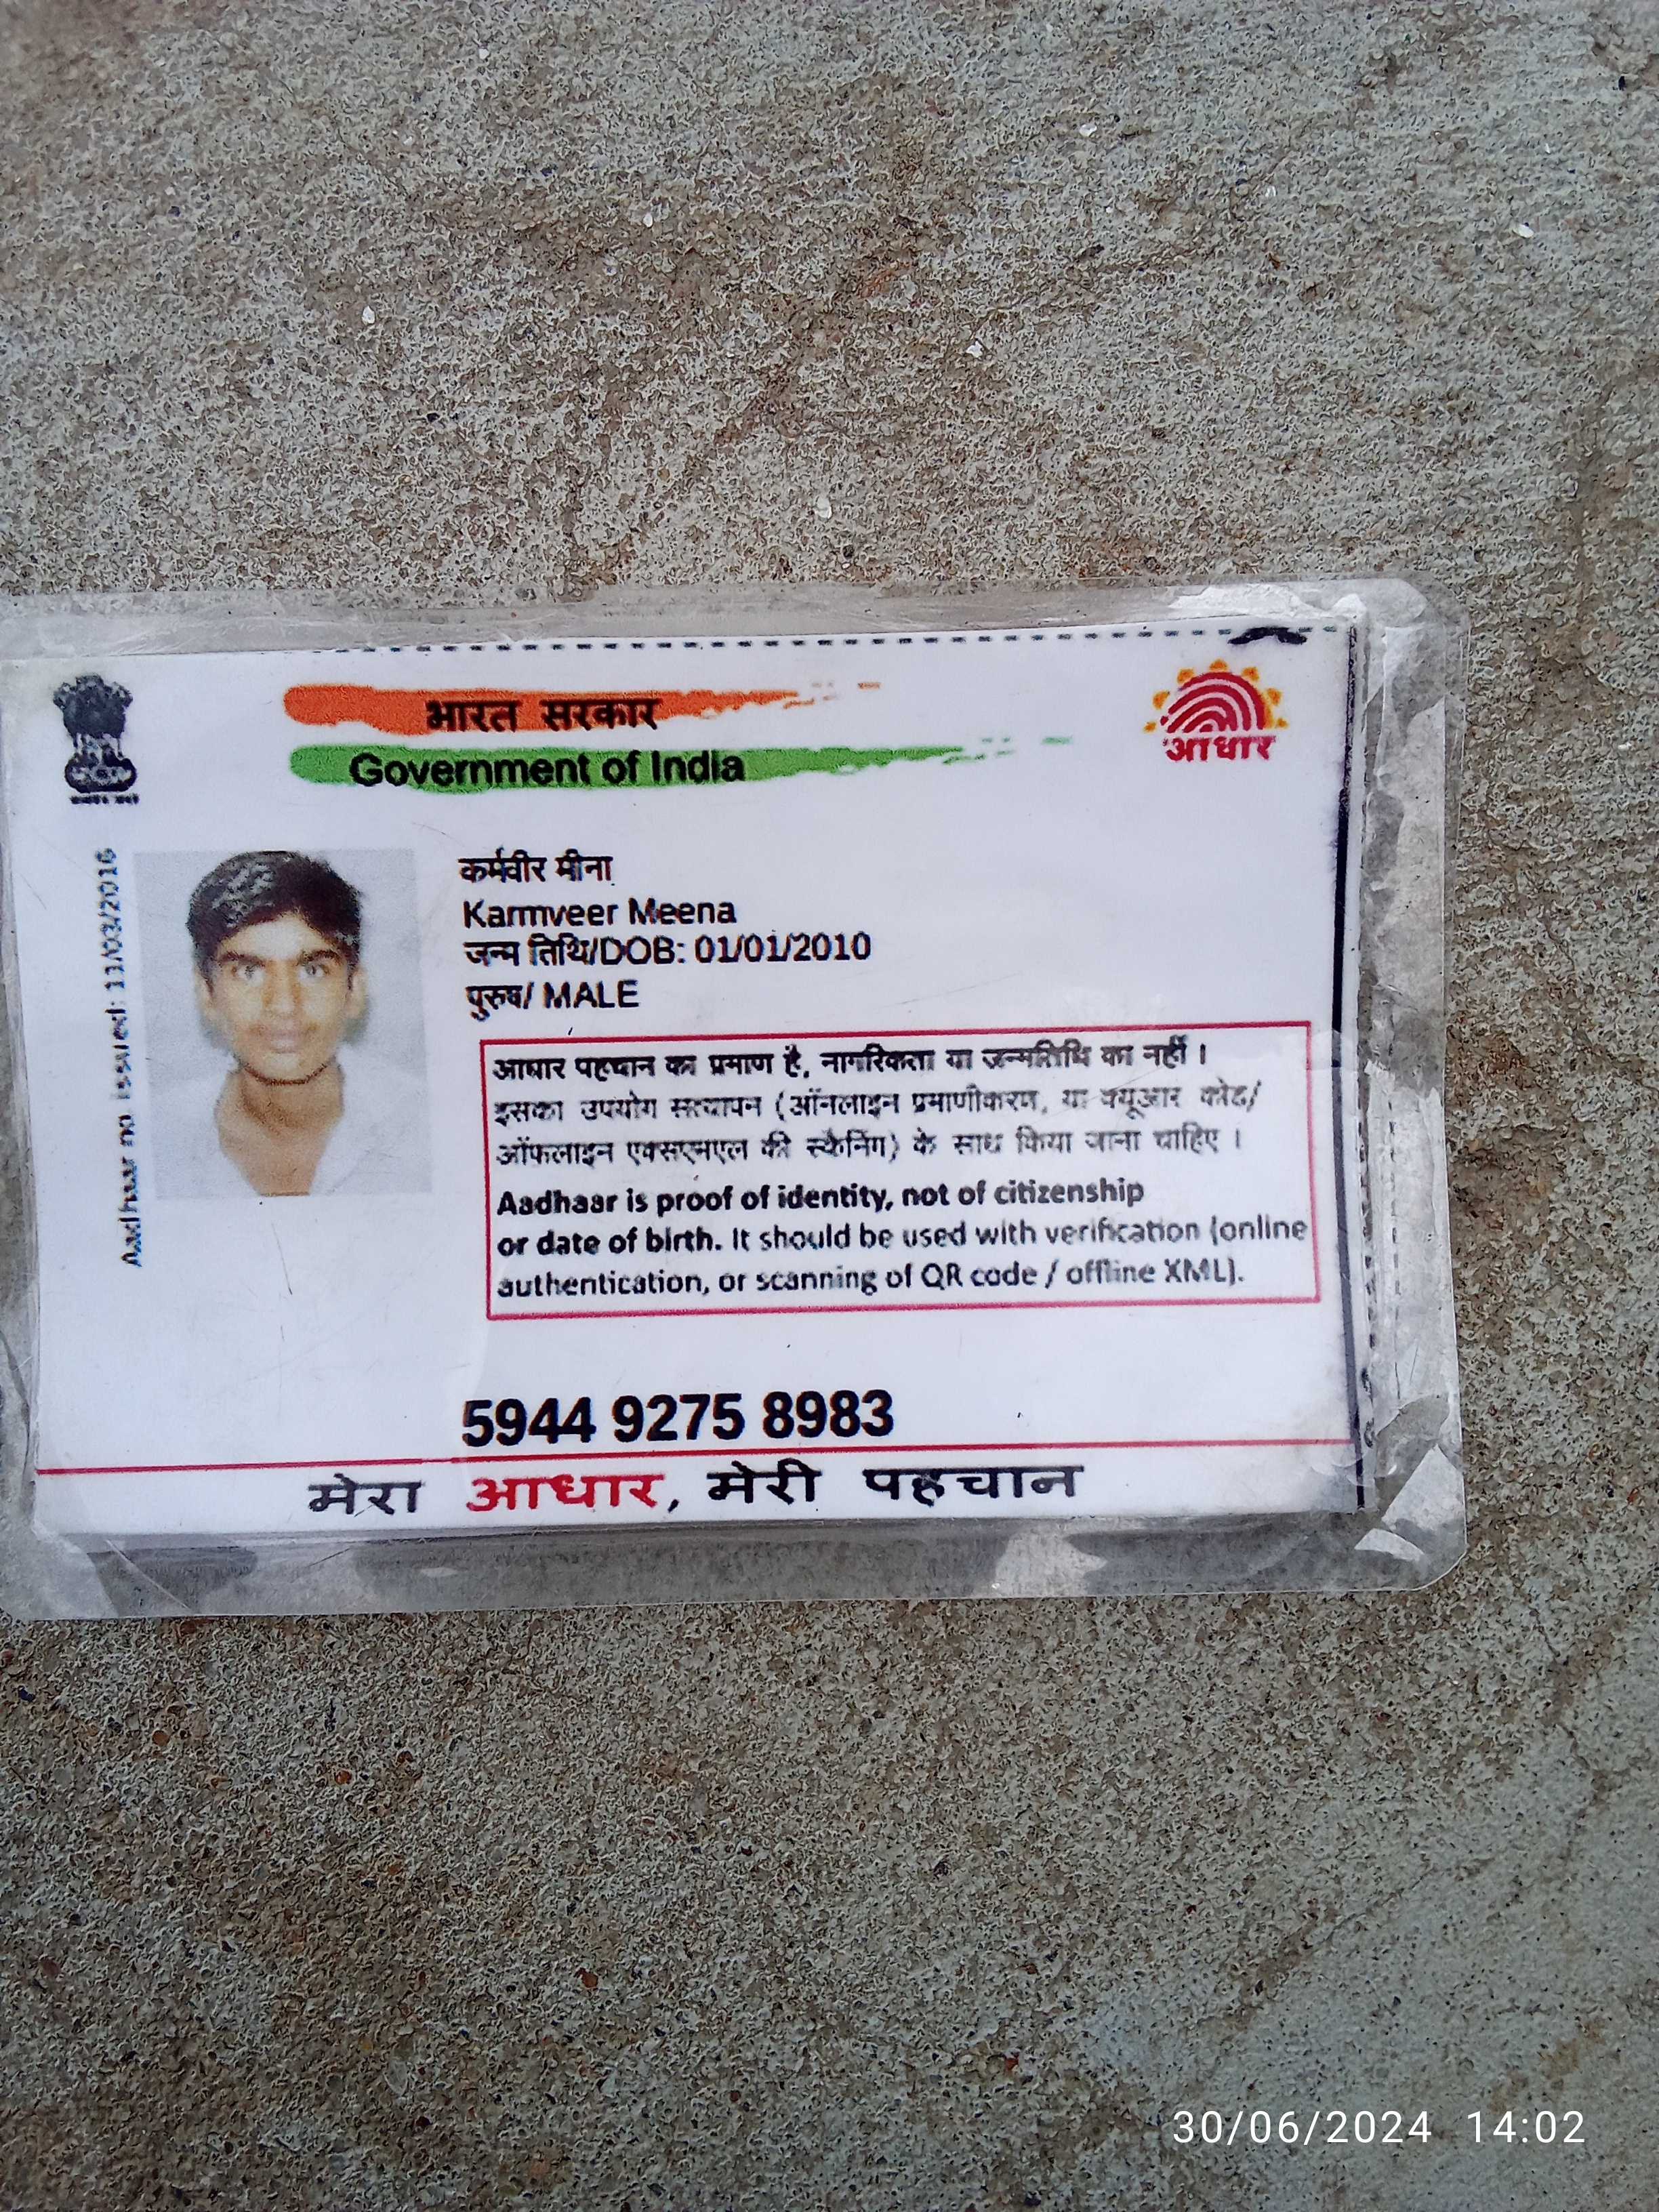 भारत सरकार
Government of India
आधार
Aadhaar no issued: 11/03/2016
कर्मवीर मीना
Karmveer Meena
जन्म तिथि/DOB: 01/01/2010
पुरुष/ MALE
आधार पहचान का प्रमाण है, नागरिकता या जन्मतिथि का नहीं ।
इसका उपयोग सत्यापन (ऑनलाइन प्रमाणीकरण, या क्यूआर कोड/
ऑफलाइन एक्सएमएल की स्कैनिंग) के साथ किया जाना चाहिए ।
Aadhaar is proof of identity, not of citizenship
or date of birth. It should be used with verification (online
authentication, or scanning of QR code / offline XML).
5944 9275 8983
मेरा आधार, मेरी पहचान
30/06/2024 14:02